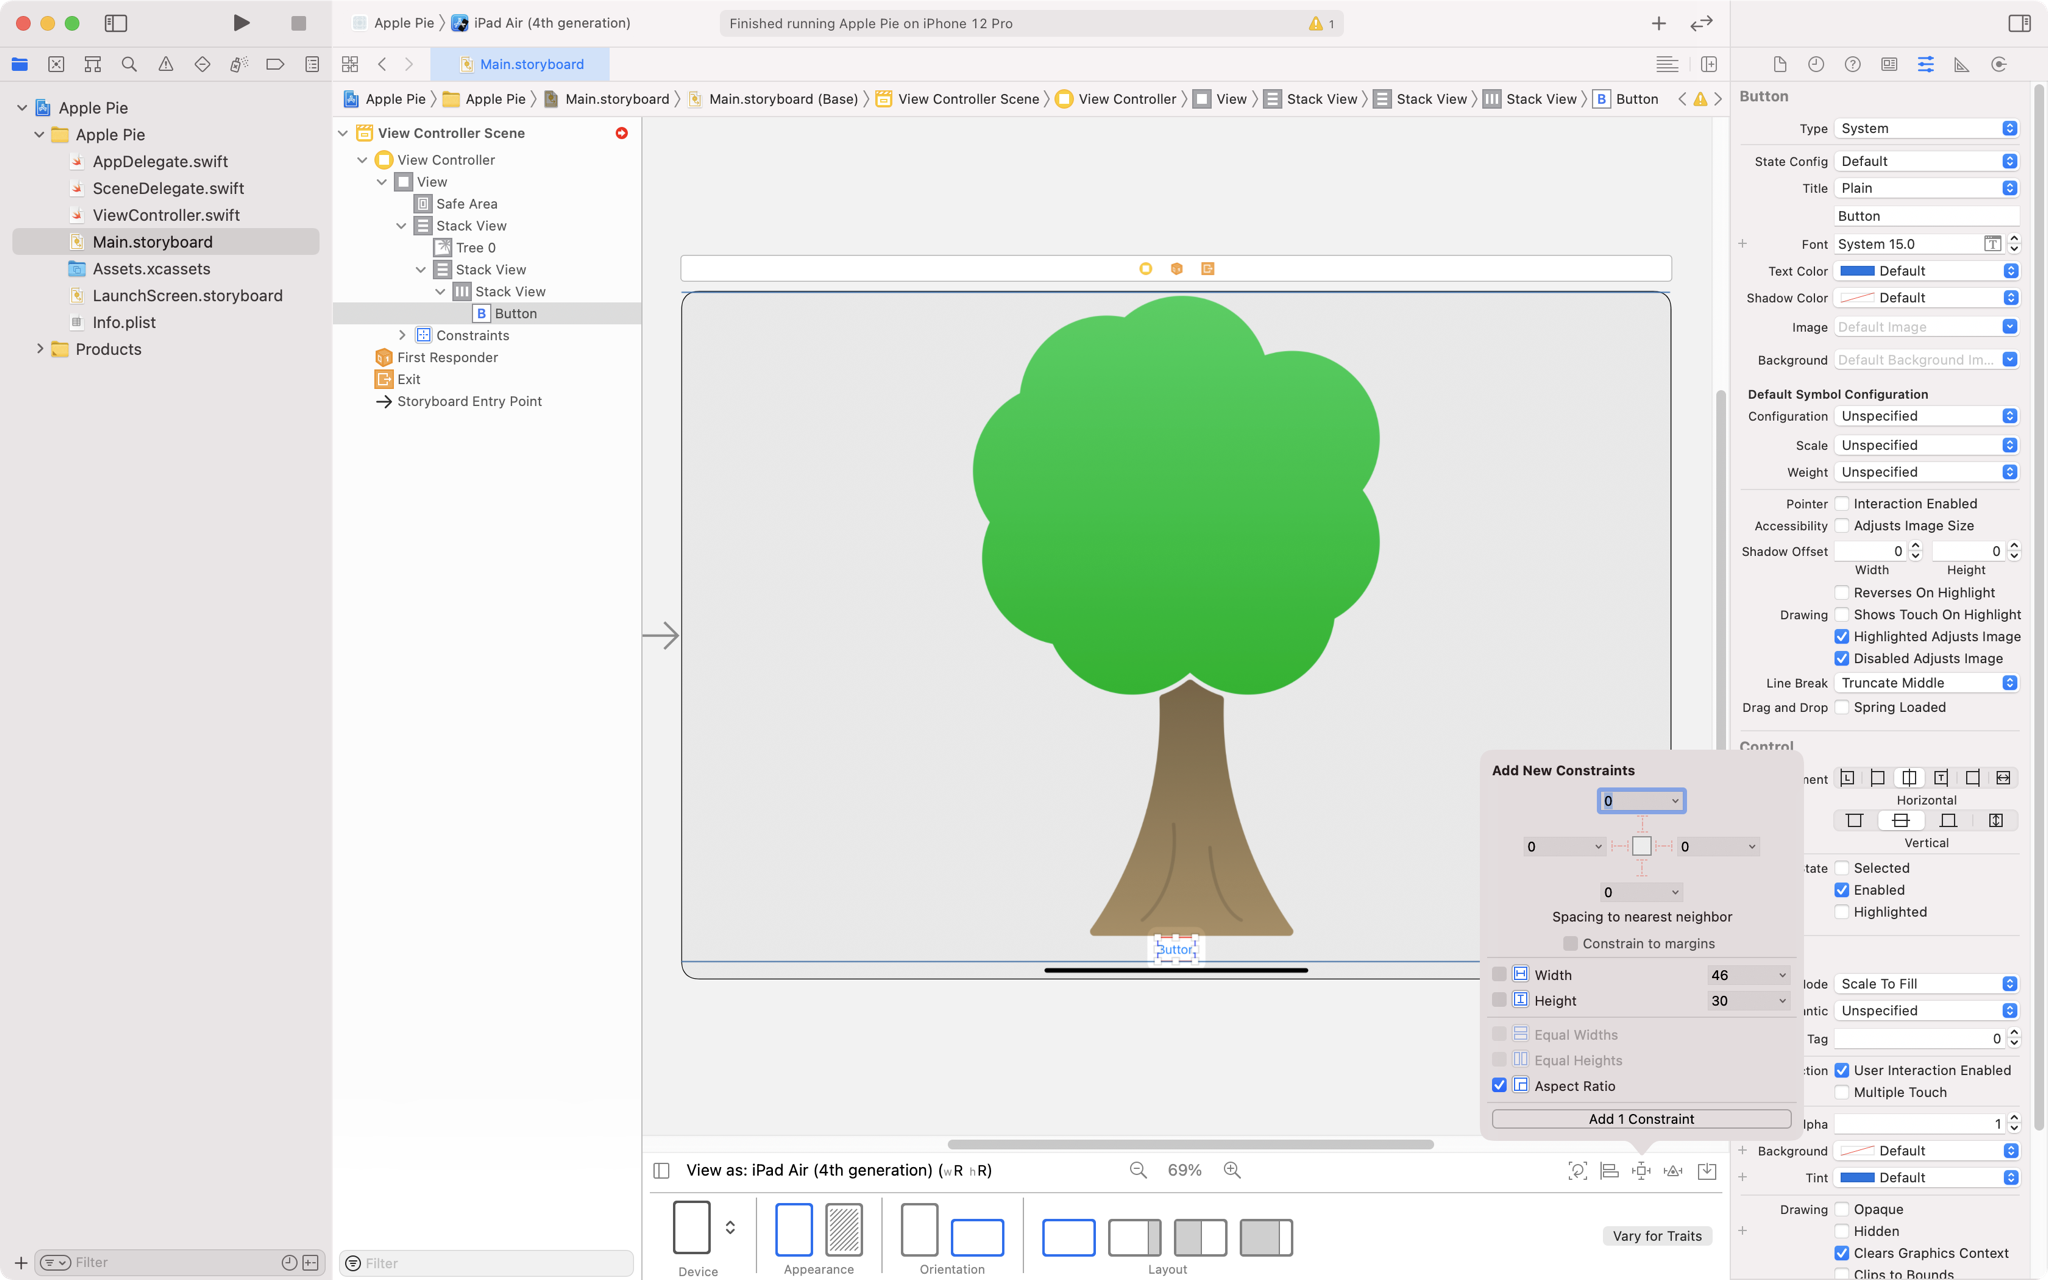 Apple Pie
iPad Air (4th generation)
Finished running Apple Pie on iPhone 12 Pro
1
Main.storyboard
Apple Pie
Apple Pie
Main.storyboard
Main.storyboard (Base)
View Controller Scene
View Controller
View
Stack View
Stack View
Stack View
B
Button
Apple Pie
Apple Pie
AppDelegate.swift
SceneDelegate.swift
ViewController.swift
Main.storyboard
Assets.xcassets
LaunchScreen.storyboard
Info.plist
Products
Filter
View Controller Scene
View Controller
View
Safe Area
Stack View
Tree 0
Stack View
Stack View
B Button
Constraints
First Responder
Exit
Storyboard Entry Point
Filter
Button
View as: iPad Air (4th generation) (wR hR)
69%
Device
Appearance
Orientation
Layout
Vary for Traits
Add New Constraints
0
0
0
0
Spacing to nearest neighbor
Constrain to margins
Width 46
Height 30
Equal Widths
Equal Heights
Aspect Ratio
Add 1 Constraint
Button
Type System
State Config Default
Title Plain
Button
Font System 15.0
T
Text Color Default
Shadow Color Default
Image Default Image
Background Default Background Im...
Default Symbol Configuration
Configuration Unspecified
Scale Unspecified
Weight Unspecified
Pointer Interaction Enabled
Accessibility Adjusts Image Size
Shadow Offset 0 0
Width Height
Reverses On Highlight
Drawing Shows Touch On Highlight
Highlighted Adjusts Image
Disabled Adjusts Image
Line Break Truncate Middle
Drag and Drop Spring Loaded
Control
ment
L T
Horizontal
Vertical
tate Selected
Enabled
Highlighted
lode Scale To Fill
ntic Unspecified
Tag 0
ction User Interaction Enabled
Multiple Touch
lpha 1
Background Default
Tint Default
Drawing Opaque
Hidden
Clears Graphics Context
Clips to Bounds